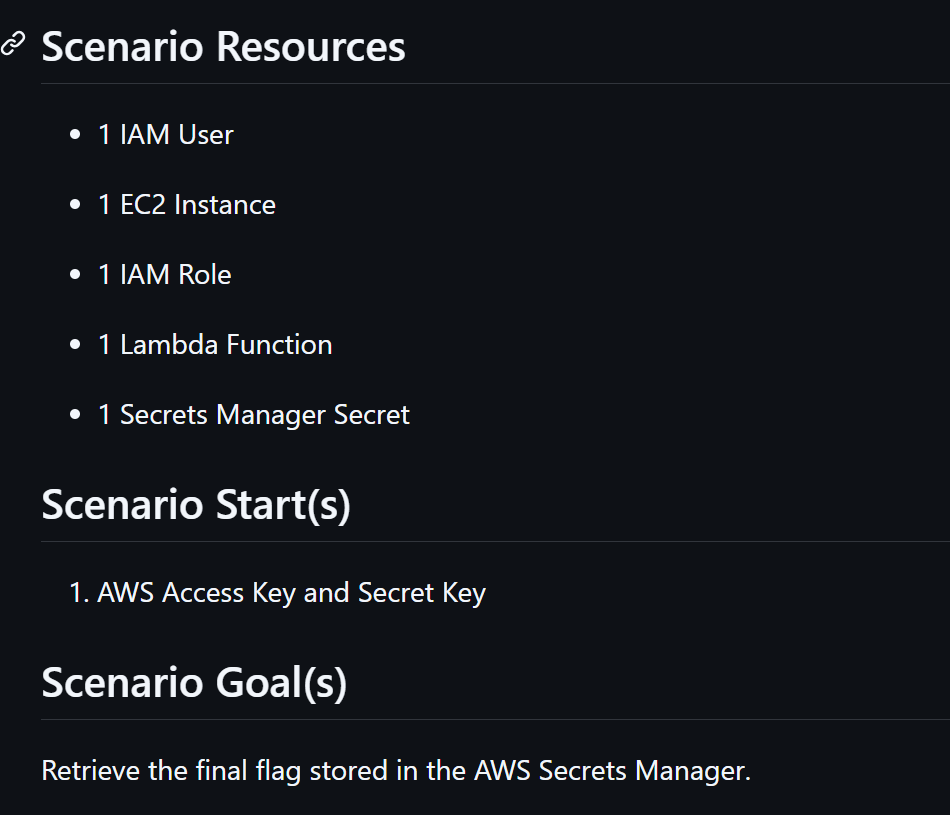 Scenario Resources
• 1 IAM User
• 1 EC2 Instance
• 1 IAM Role
• 1 Lambda Function
• 1 Secrets Manager Secret
Scenario Start(s)
1. AWS Access Key and Secret Key
Scenario Goal(s)
Retrieve the final flag stored in the AWS Secrets Manager.